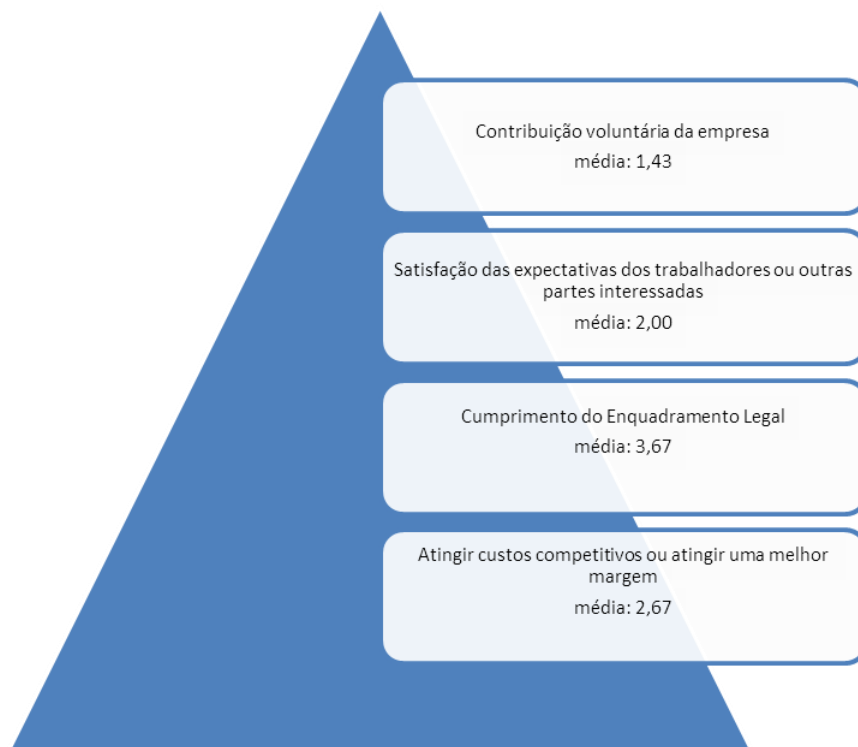 Contribuição voluntária da empresa
média: 1,43
Satisfação das expectativas dos trabalhadores ou outras
partes interessadas
média: 2,00
Cumprimento do Enquadramento Legal
média: 3,67
Atingir custos competitivos ou atingir uma melhor
margem
média: 2,67